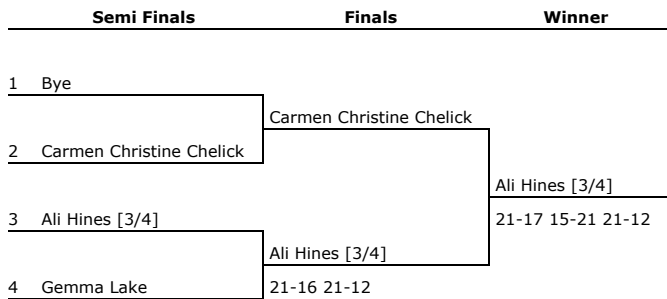 Semi Finals Finals Winner
1 Bye
Carmen Christine Chelick
2 Carmen Christine Chelick
Ali Hines [3/4]
3 Ali Hines [3/4] 21-17 15-21 21-12
Ali Hines [3/4]
4 Gemma Lake 21-16 21-12